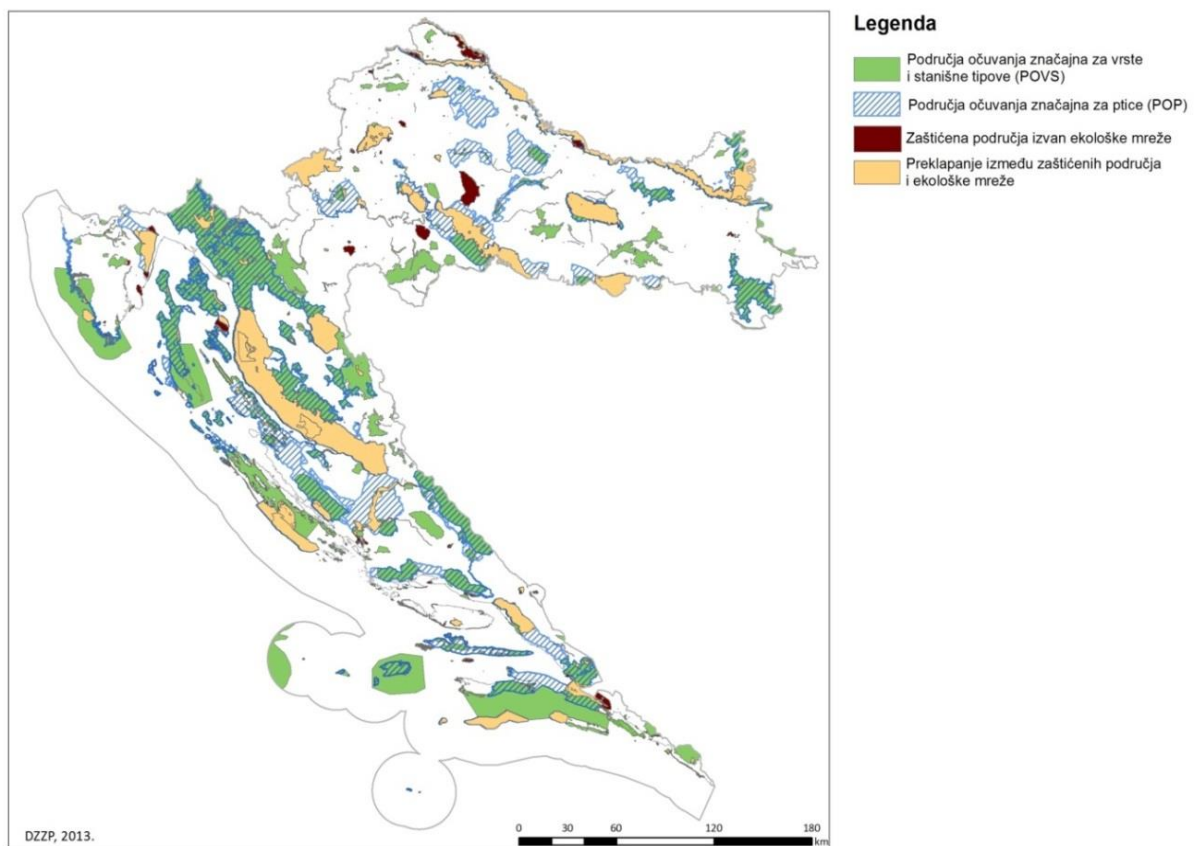 Legenda
Područja očuvanja značajna za vrste
i stanišne tipove (POVS)
Područja očuvanja značajna za ptice (POP)
Zaštićena područja izvan ekološke mreže
Preklapanje između zaštićenih područja
i ekološke mreže
DZZP, 2013.
0 30 60 120 180
km